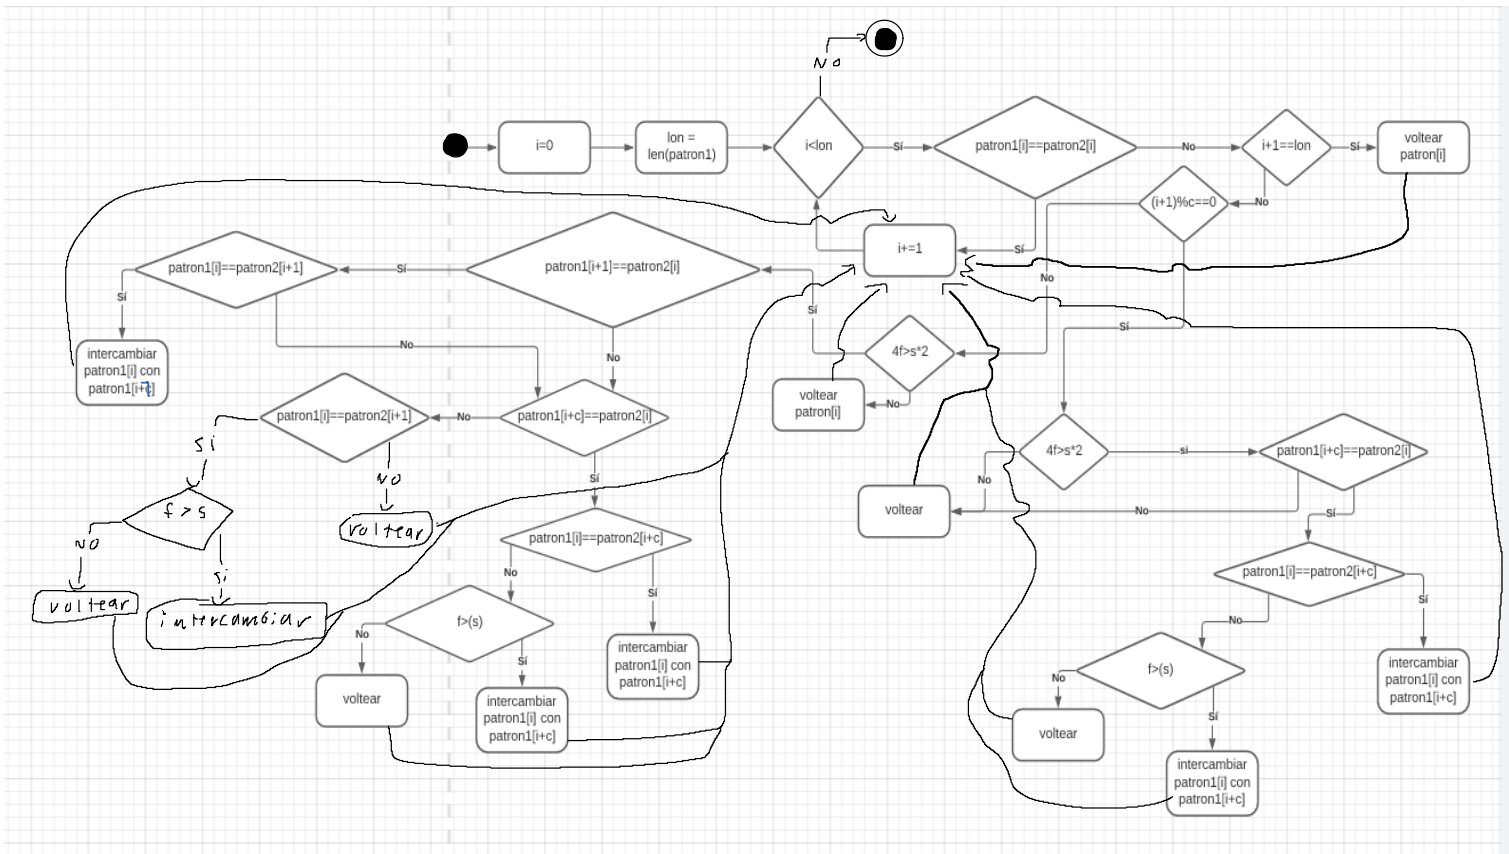 No
i=0
lon =
len(patron1)
i<lon
Sí
patron1[i]==patron2[i]
No
i+1==lon
Sí
voltear
patron[i]
No
(i+1)%c==0
Sí
i+=1
No
Sí
patron1[i]==patron2[i+1]
Sí
patron1[i+1]==patron2[i]
Sí
Sí
intercambiar
patron1[i] con
No
No
4f>s*2
No
voltear
patron[i]
patron1[i]==patron2[i+1]
No
patron1[i+c]==patron2[i]
Sí
Si
NO
f>s
NO
Si
voltear
intercambiar
voltear
patron1[i]==patron2[i+c]
No
Sí
f>(s)
No
Sí
voltear
intercambiar
patron1[i] con
patron1[i+c]
intercambiar
patron1[i] con
patron1[i+c]
4f>s*2
si
patron1[i+c]==patron2[i]
No
voltear
No
Sí
patron1[i]==patron2[i+c]
Sí
No
f>(s)
No
Sí
voltear
intercambiar
patron1[i] con
patron1[i+c]
intercambiar
patron1[i] con
patron1[i+c]